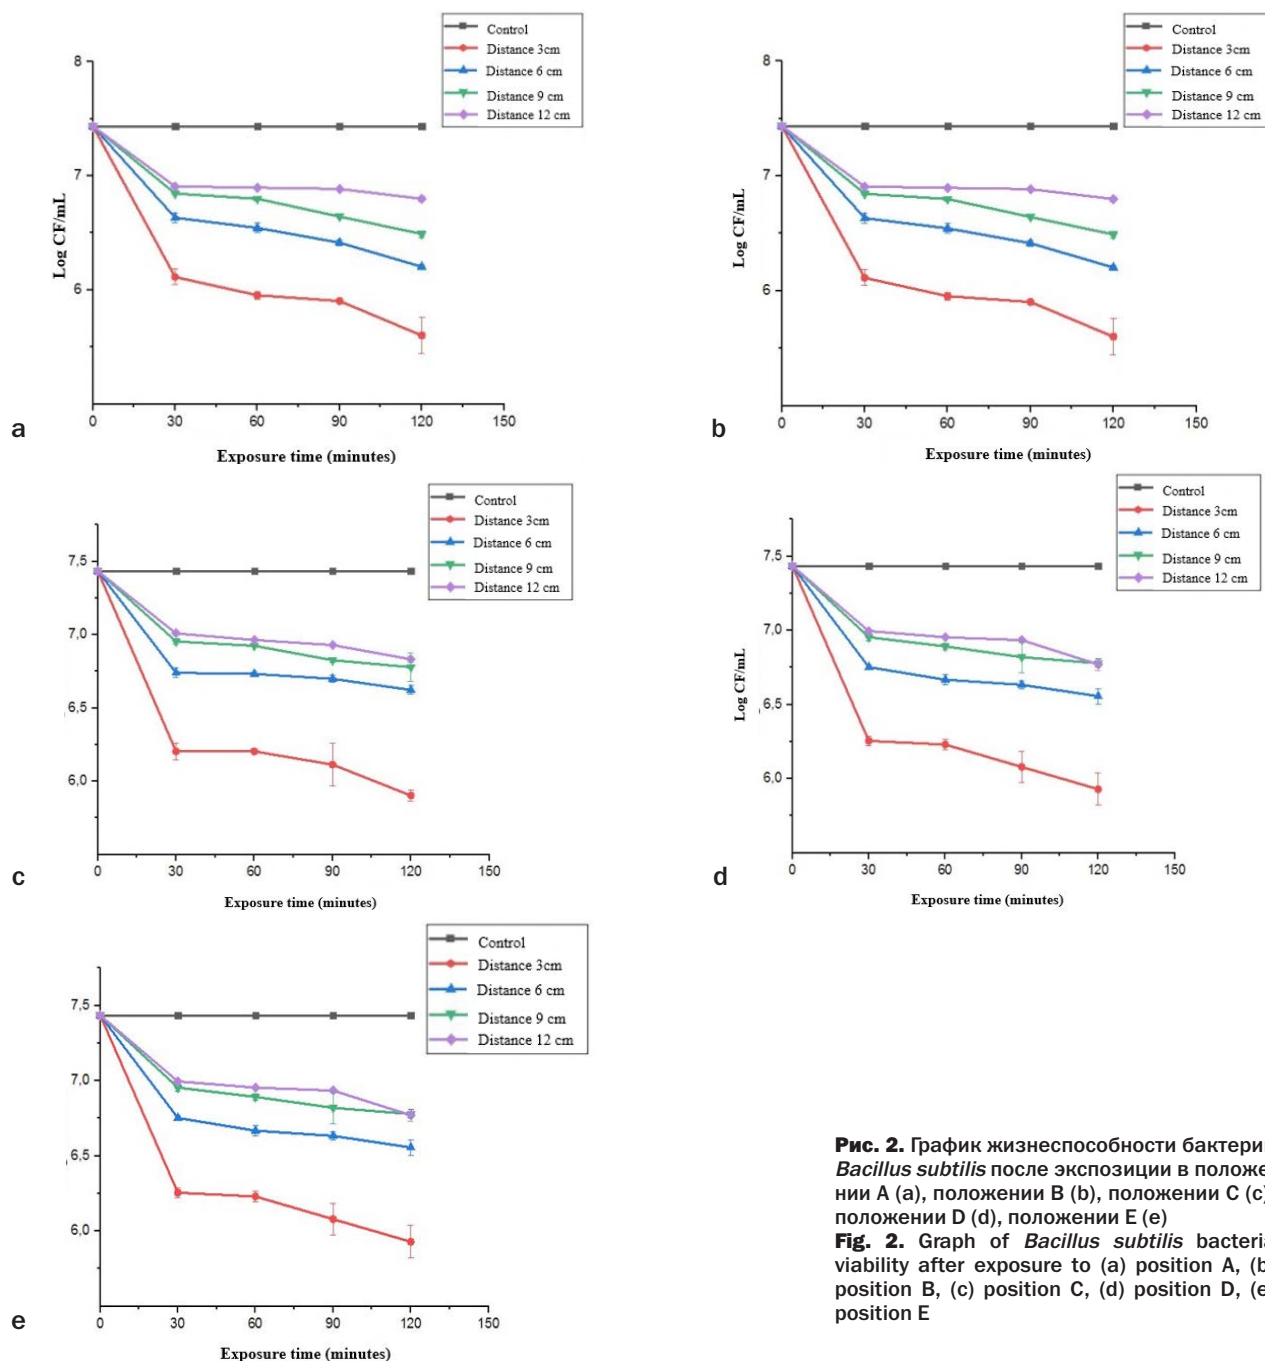 Control
Distance 3cm
Distance 6 cm
Distance 9 cm
Distance 12 cm
8
7
6
Log CF/mL
0 30 60 90 120 150
Exposure time (minutes)
a
Control
Distance 3cm
Distance 6 cm
Distance 9 cm
Distance 12 cm
8
7
6
Log CF/mL
0 30 60 90 120 150
Exposure time (minutes)
b
Control
Distance 3cm
Distance 6 cm
Distance 9 cm
Distance 12 cm
7.5
7.0
6.5
6.0
0 30 60 90 120 150
Exposure time (minutes)
c
Control
Distance 3cm
Distance 6 cm
Distance 9 cm
Distance 12 cm
7.5
7.0
6.5
6.0
Log CF/mL
0 30 60 90 120 150
Exposure time (minutes)
d
Control
Distance 3cm
Distance 6 cm
Distance 9 cm
Distance 12 cm
7.5
7.0
6.5
6.0
0 30 60 90 120 150
Exposure time (minutes)
e
Рис. 2. График жизнеспособности бактерий
Bacillus subtilis после экспозиции в положе-
нии A (a), положении B (b), положении C (c)
положении D (d), положении E (e)
Fig. 2. Graph of Bacillus subtilis bacteria
viability after exposure to (a) position A, (b
position B, (c) position C, (d) position D, (e
position E